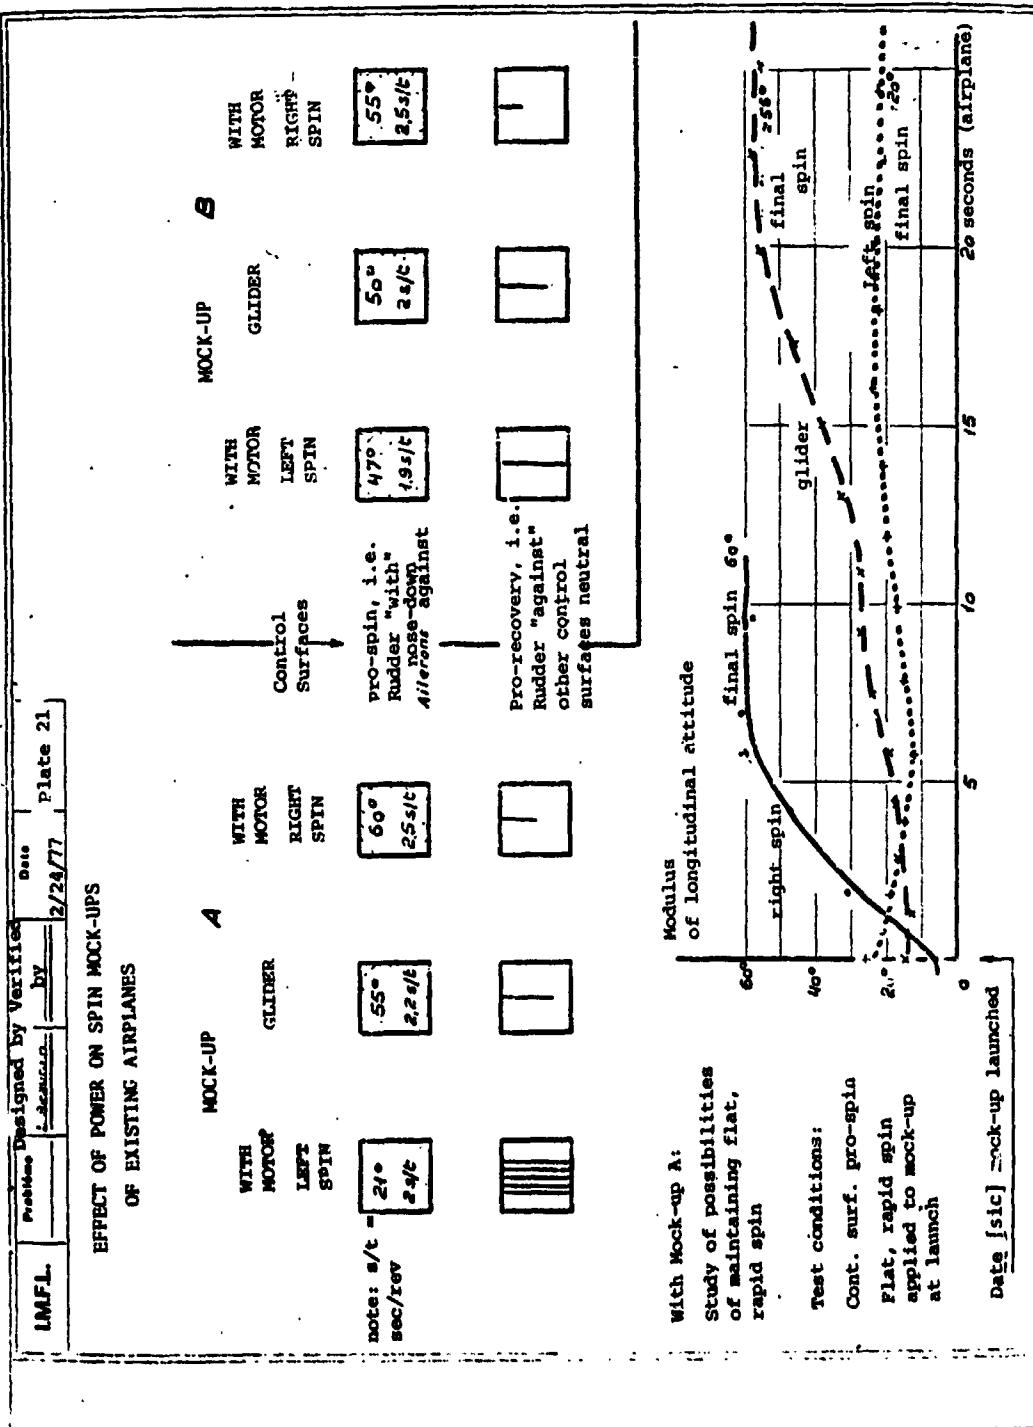 I.M.F.L.
Problème
Designed by
Verified by
Date
2/24/77
Plate 21
EFFECT OF POWER ON SPIN MOCK-UPS
OF EXISTING AIRPLANES
MOCK-UP A
WITH MOTOR LEFT SPIN
GLIDER
WITH MOTOR RIGHT SPIN
Control Surfaces
MOCK-UP B
WITH MOTOR LEFT SPIN
GLIDER
WITH MOTOR RIGHT SPIN
note: s/t =
sec/rev
21°
2 s/t
55°
2,2 s/t
60°
2,5 s/t
pro-spin, i.e.
Rudder "with"
nose-down
Ailerons against
47°
1,9 s/t
50°
2 s/t
55°
2,5 s/t
Pro-recovery, i.e.
Rudder "against"
other control
surfaces neutral
With Mock-up A:
Study of possibilities
of maintaining flat,
rapid spin
Test conditions:
Cont. surf. pro-spin
Flat, rapid spin
applied to mock-up
at launch
Date [sic] mock-up launched
Modulus
of longitudinal attitude
60°
40°
20°
0
5
10
15
20 seconds (airplane)
right spin
final spin 60°
glider
final spin
≥56°
left spin
final spin 20°